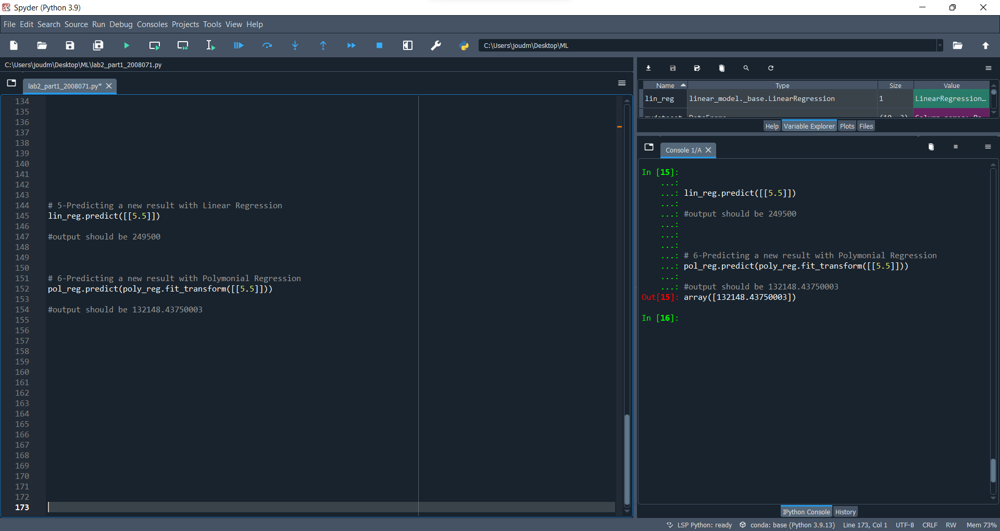 Spyder (Python 3.9)
File Edit Search Source Run Debug Consoles Projects Tools View Help
C:\Users\joudm\Desktop\ML
C:\Users\joudm\Desktop\ML\lab2_part1_2008071.py
lab2_part1_2008071.py*
134
135
136
137
138
139
140
141
142
143
144 # 5-Predicting a new result with Linear Regression
145 lin_reg.predict([[5.5]])
146
147 #output should be 249500
148
149
150
151 # 6-Predicting a new result with Polymonial Regression
152 pol_reg.predict(poly_reg.fit_transform([[5.5]]))
153
154 #output should be 132148.43750003
155
156
157
158
159
160
161
162
163
164
165
166
167
168
169
170
171
172
173
Name Type Size Value
lin_reg linear_model._base.LinearRegression 1 LinearRegression…
Help Variable Explorer Plots Files
Console 1/A
In [15]:
...:
...: lin_reg.predict([[5.5]])
...:
...: #output should be 249500
...:
...:
...:
...: # 6-Predicting a new result with Polymonial Regression
...: pol_reg.predict(poly_reg.fit_transform([[5.5]]))
...:
...: #output should be 132148.43750003
Out[15]: array([132148.43750003])
In [16]:
IPython Console History
LSP Python: ready conda: base (Python 3.9.13) Line 173, Col 1 UTF-8 CRLF RW Mem 73%